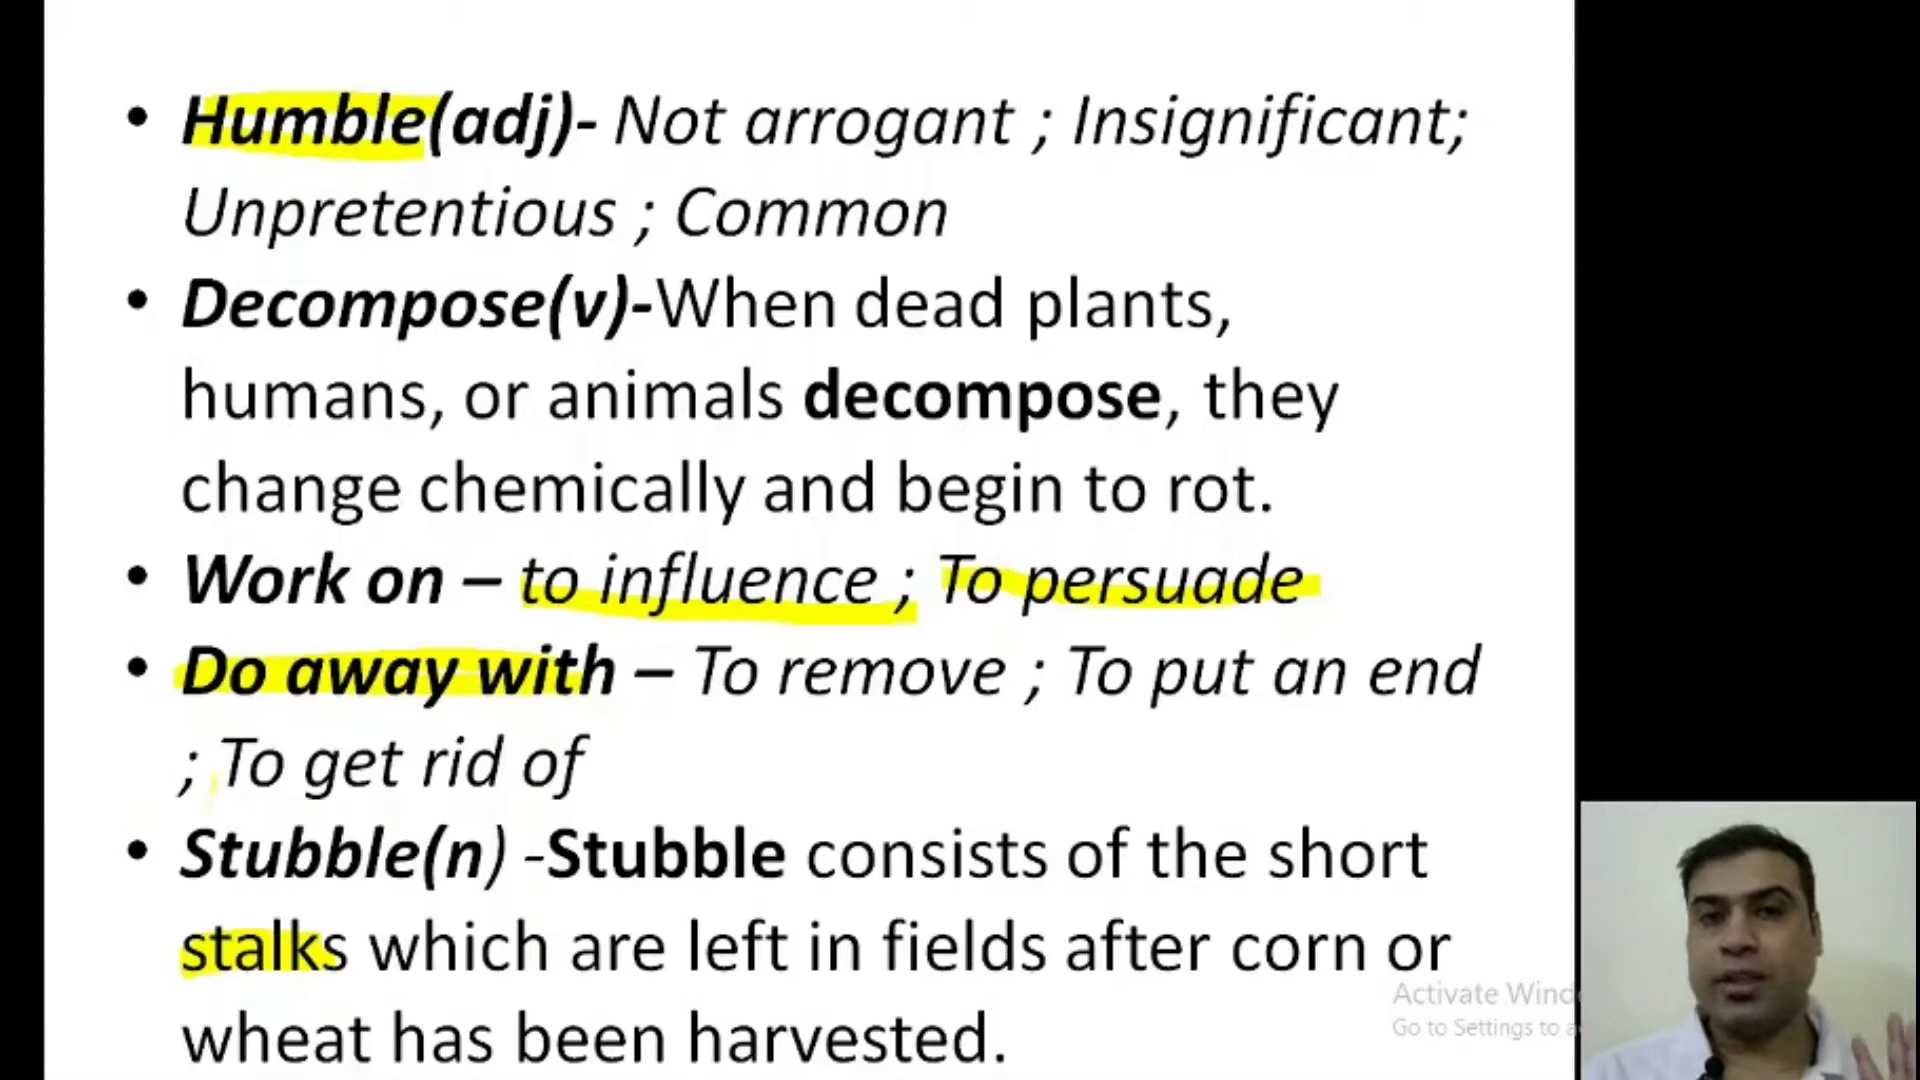 • Humble(adj)- Not arrogant ; Insignificant;
Unpretentious ; Common
• Decompose(v)-When dead plants,
humans, or animals decompose, they
change chemically and begin to rot.
• Work on – to influence ; To persuade
• Do away with – To remove ; To put an end
; To get rid of
• Stubble(n) -Stubble consists of the short
stalks which are left in fields after corn or
wheat has been harvested.
Activate Wind
Go to Settings to a